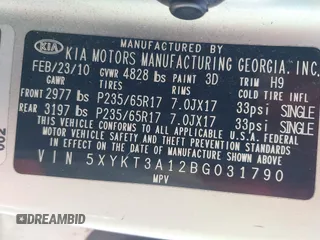 MANUFACTURED BY
KIA KIA MOTORS MANUFACTURING GEORGIA, INC.
FEB/23/10 GVWR 4828 lbs PAINT 3D TRIM H9
GAWR TIRES RIMS COLD TIRE INFL
FRONT 2977 lbs P235/65R17 7.0JX17 33psi SINGLE
REAR 3197 lbs P235/65R17 7.0JX17 33psi SINGLE
THIS VEHICLE CONFORMS TO ALL APPLICABLE
U.S.A. FEDERAL MOTOR VEHICLE SAFETY AND
THEFT PREVENTION STANDARDS IN EFFECT ON
THE DATE OF MANUFACTURE SHOWN ABOVE.
VIN 5XYKT3A12BG031790
MPV
DREAMBID